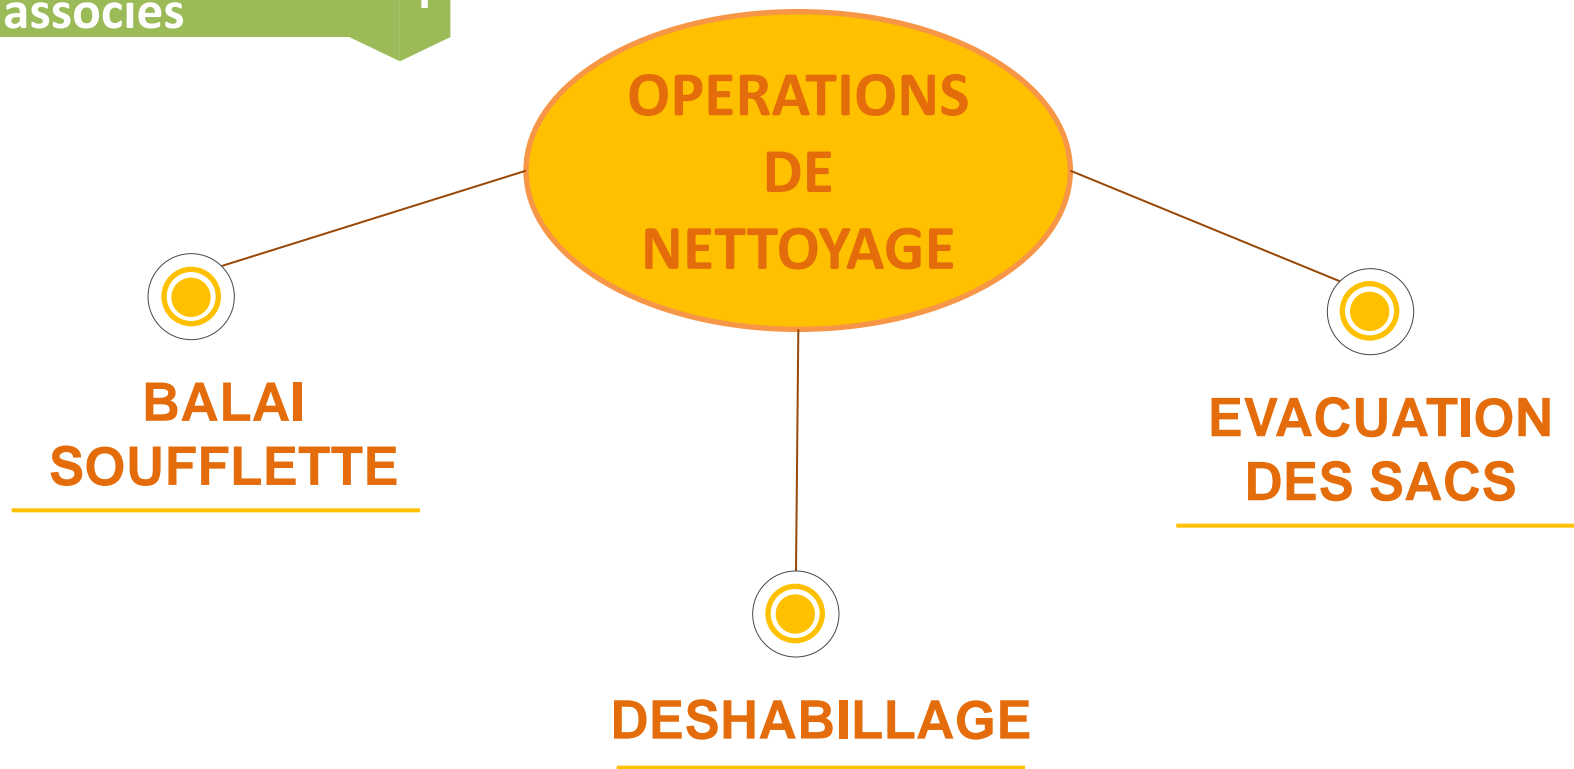 associés
OPERATIONS
DE
NETTOYAGE
BALAI
SOUFFLETTE
EVACUATION
DES SACS
DESHABILLAGE